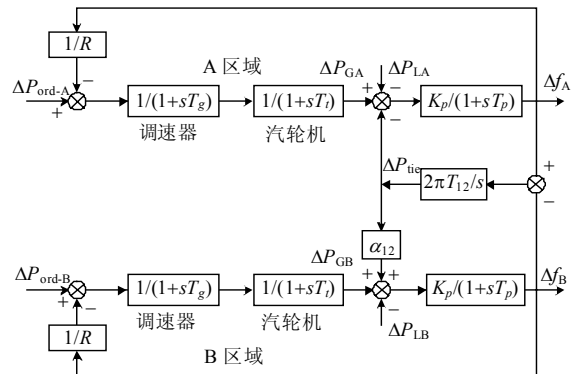 1/R
A 区域
ΔP_ord-A
−
+
1/(1+sT_g)
调速器
1/(1+sT_t)
汽轮机
ΔP_GA
ΔP_LA
+
−
−
K_p/(1+sT_p)
Δf_A
ΔP_tie
2πT_12/s
+
−
α_12
ΔP_ord-B
+
−
1/(1+sT_g)
调速器
1/(1+sT_t)
汽轮机
ΔP_GB
+
+
−
ΔP_LB
K_p/(1+sT_p)
Δf_B
1/R
B 区域